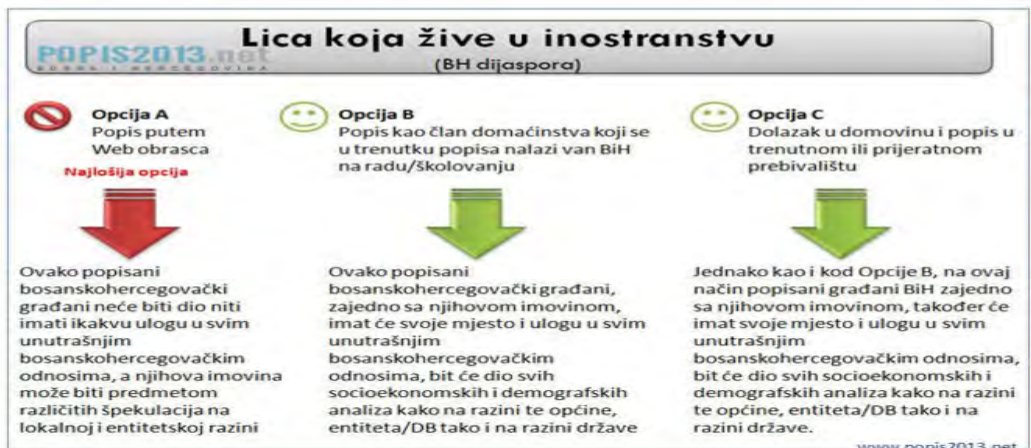 Lica koja žive u inostranstvu
POPIS2013.net
BOSNA I HERCEGOVINA
(BH dijaspora)
Opcija A
Popis putem
Web obrasca
Najlošija opcija
Ovako popisani
bosanskohercegovački
građani neće biti dio niti
imati ikakvu ulogu u svim
unutrašnjim
bosanskohercegovačkim
odnosima, a njihova imovina
može biti predmetom
različitih špekulacija na
lokalnoj i entitetskoj razini
Opcija B
Popis kao član domaćinstva koji se
u trenutku popisa nalazi van BiH
na radu/školovanju
Ovako popisani
bosanskohercegovački građani,
zajedno sa njihovom imovinom,
imat će svoje mjesto i ulogu u svim
unutrašnjim
bosanskohercegovačkim
odnosima, bit će dio svih
socioekonomskih i demografskih
analiza kako na razini te općine,
entiteta/DB tako i na razini države
Opcija C
Dolazak u domovinu i popis u
trenutnom ili prijeratnom
prebivalištu
Jednako kao i kod Opcije B, na ovaj
način popisani građani BiH zajedno
sa njihovom imovinom, također će
imat svoje mjesto i ulogu u svim
unutrašnjim
bosanskohercegovačkim odnosima,
bit će dio svih socioekonomskih i
demografskih analiza kako na razini
te općine, entiteta/DB tako i na
razini države.
www.popis2013.net